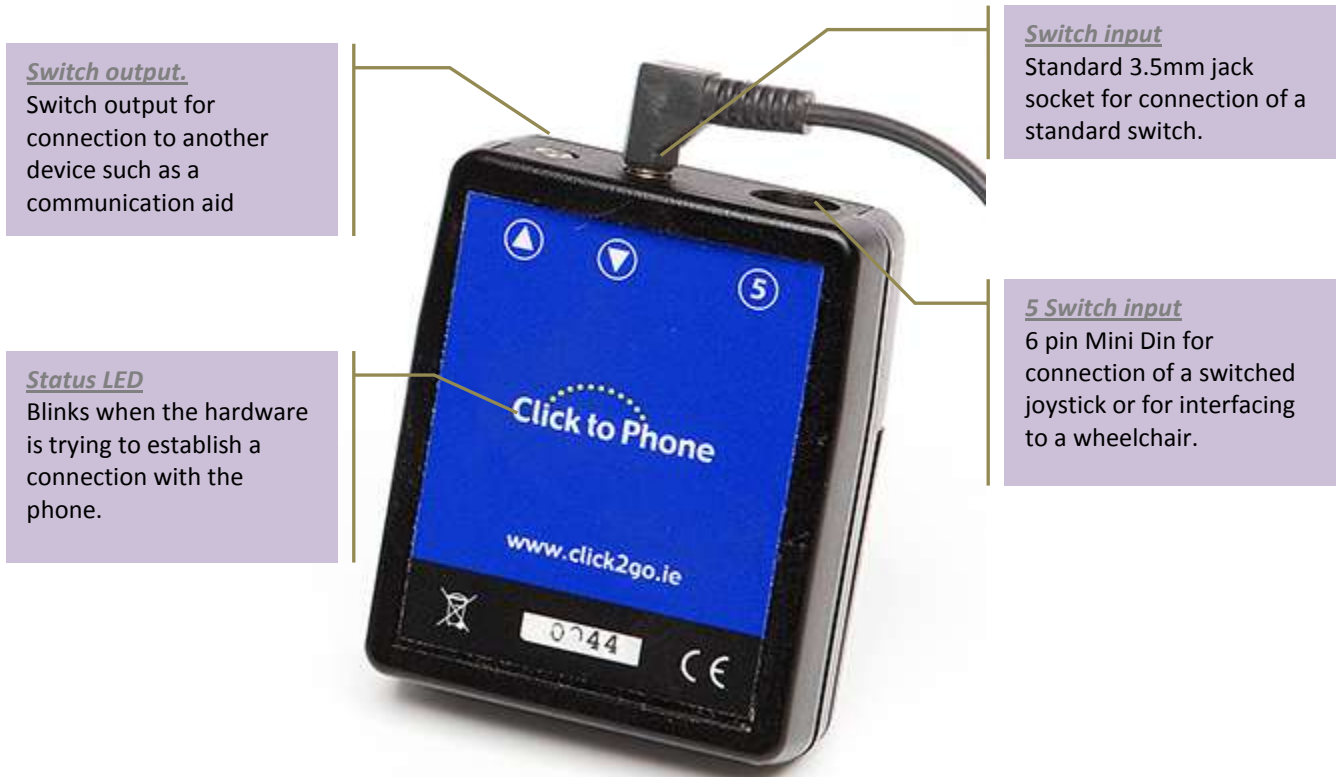 Switch output.
Switch output for
connection to another
device such as a
communication aid
Switch input
Standard 3.5mm jack
socket for connection of a
standard switch.
5
5 Switch input
6 pin Mini Din for
connection of a switched
joystick or for interfacing
to a wheelchair.
Status LED
Blinks when the hardware
is trying to establish a
connection with the
phone.
Click to Phone
www.click2go.ie
CE